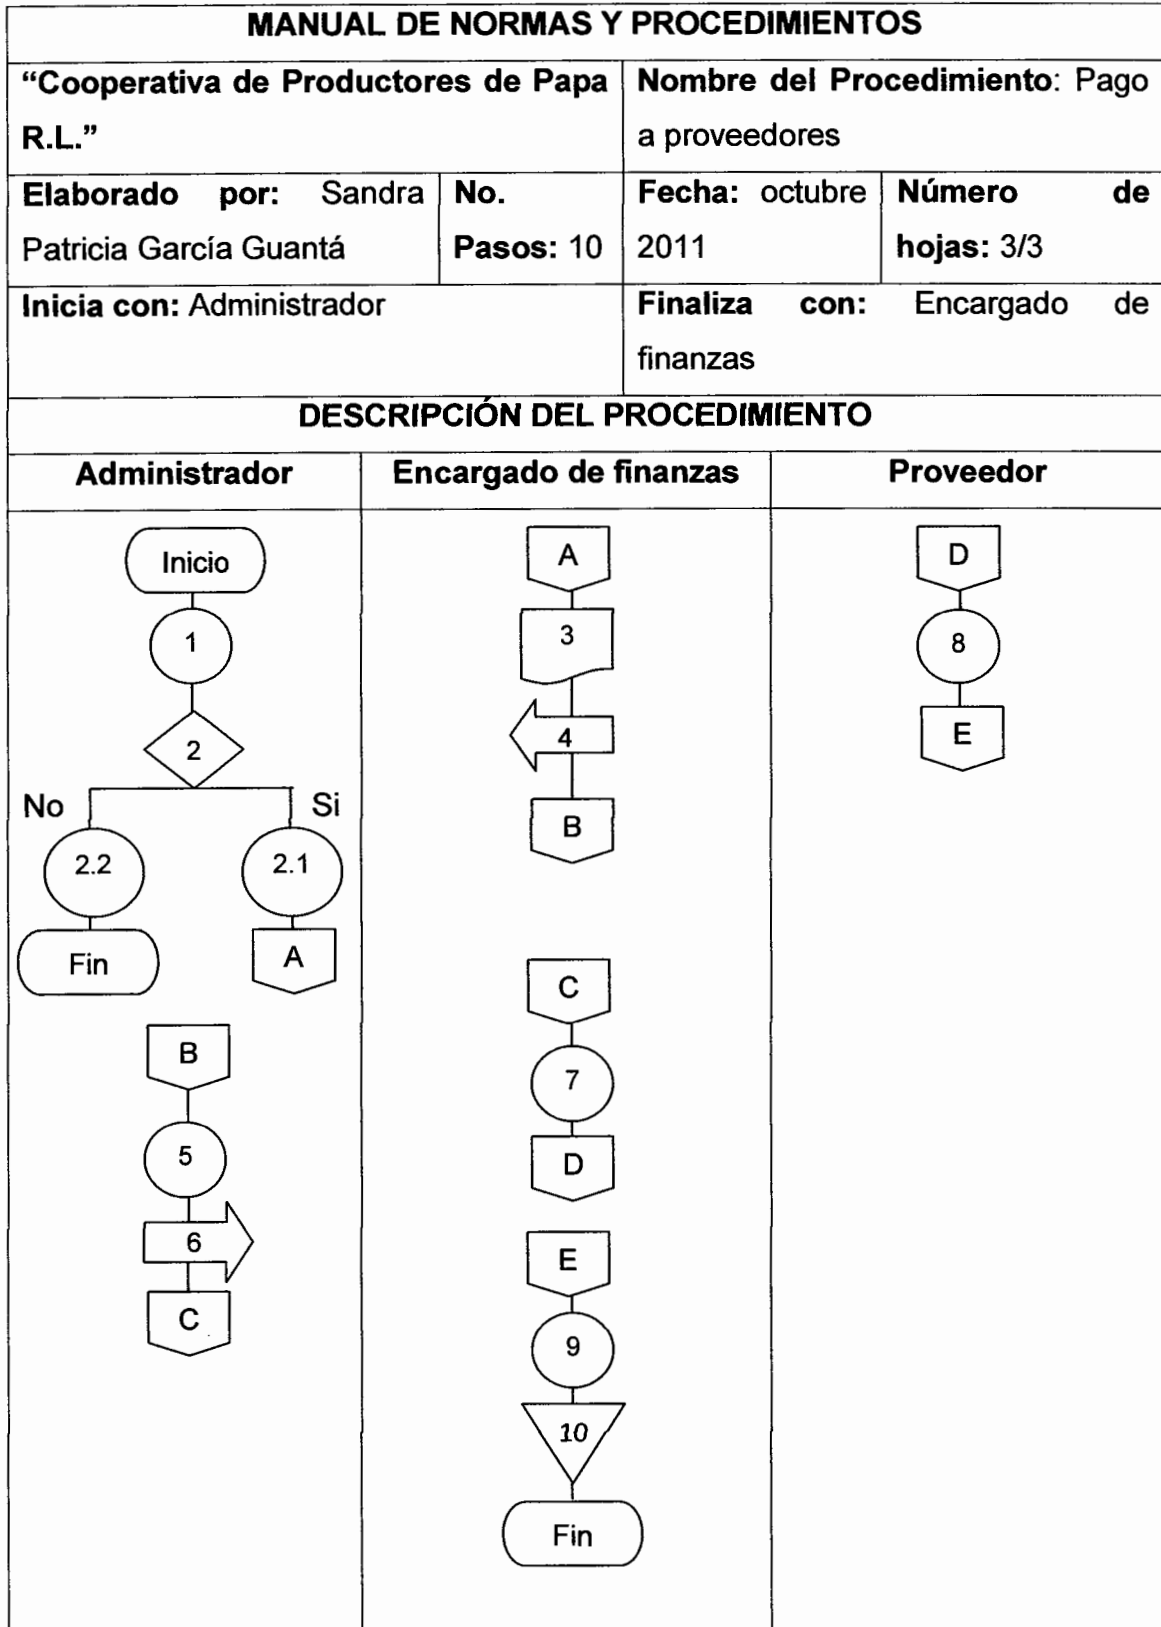 MANUAL DE NORMAS Y PROCEDIMIENTOS
“Cooperativa de Productores de Papa
R.L.”
Nombre del Procedimiento: Pago
a proveedores
Elaborado por: Sandra
Patricia García Guantá
No.
Pasos: 10
Fecha: octubre
2011
Número de
hojas: 3/3
Inicia con: Administrador
Finaliza con: Encargado de
finanzas
DESCRIPCIÓN DEL PROCEDIMIENTO
Administrador
Inicio
1
2
No
Si
2.2
2.1
Fin
A
B
5
6
C
Encargado de finanzas
A
3
4
B
C
7
D
E
9
10
Fin
Proveedor
D
8
E